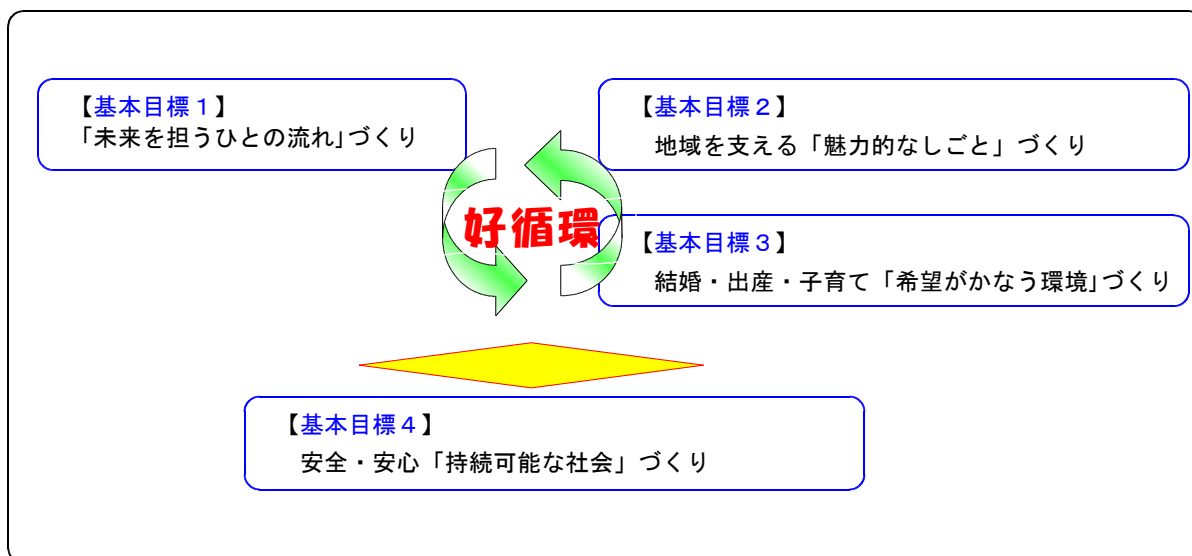 【基本目標１】
「未来を担うひとの流れ」づくり
【基本目標２】
地域を支える「魅力的なしごと」づくり
好循環
【基本目標３】
結婚・出産・子育て「希望がかなう環境」づくり
【基本目標４】
安全・安心「持続可能な社会」づくり